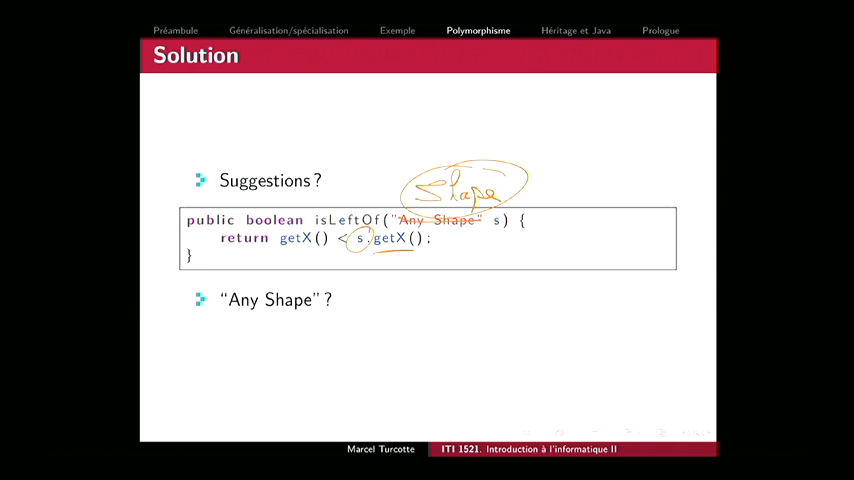 Préambule Généralisation/spécialisation Exemple Polymorphisme Héritage et Java Prologue
Solution
Suggestions ?
Shape
public boolean isLeftOf("Any Shape" s) {
return getX() < s.getX();
}
“Any Shape” ?
Marcel Turcotte ITI 1521. Introduction à l'informatique II